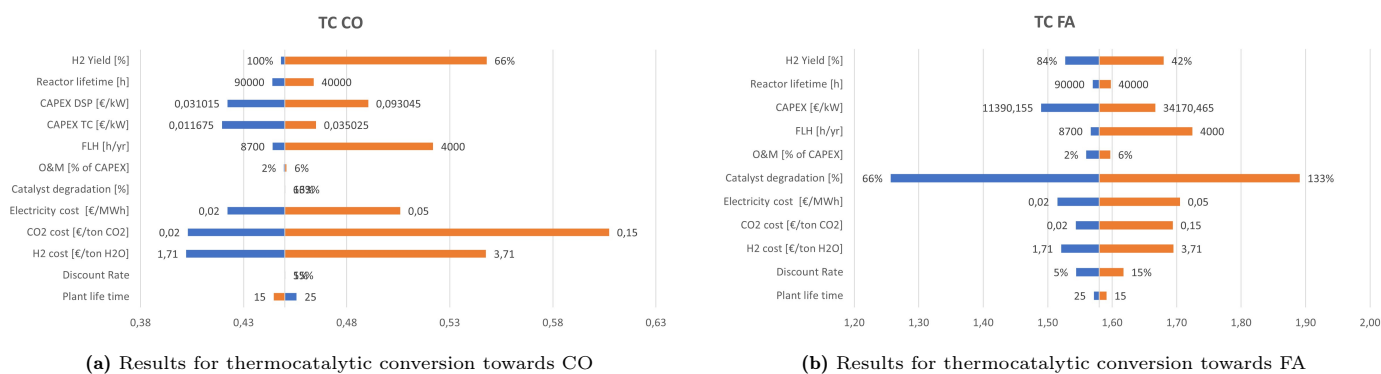 TC CO
H2 Yield [%] 100% 66%
Reactor lifetime [h] 90000 40000
CAPEX DSP [€/kW] 0,031015 0,093045
CAPEX TC [€/kW] 0,011675 0,035025
FLH [h/yr] 8700 4000
O&M [% of CAPEX] 2% 6%
Catalyst degradation [%]
Electricity cost [€/MWh] 0,02 0,05
CO2 cost [€/ton CO2] 0,02 0,15
H2 cost [€/ton H2O] 1,71 3,71
Discount Rate
Plant life time 15 25
0,38 0,43 0,48 0,53 0,58 0,63
(a) Results for thermocatalytic conversion towards CO
TC FA
H2 Yield [%] 84% 42%
Reactor lifetime [h] 90000 40000
CAPEX [€/kW] 11390,155 34170,465
FLH [h/yr] 8700 4000
O&M [% of CAPEX] 2% 6%
Catalyst degradation [%] 66% 133%
Electricity cost [€/MWh] 0,02 0,05
CO2 cost [€/ton CO2] 0,02 0,15
H2 cost [€/ton H2O] 1,71 3,71
Discount Rate 5% 15%
Plant life time 25 15
1,20 1,30 1,40 1,50 1,60 1,70 1,80 1,90 2,00
(b) Results for thermocatalytic conversion towards FA